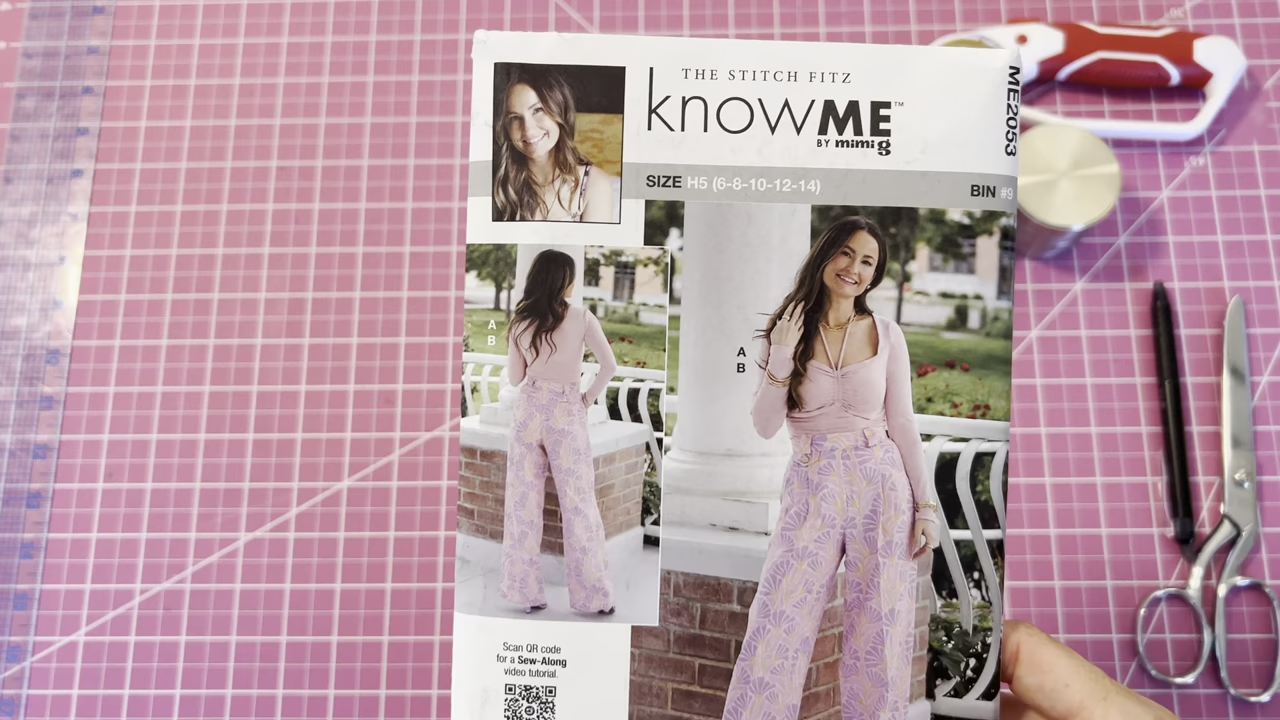 THE STITCH FITZ
knowME™
BY mimi g
SIZE H5 (6-8-10-12-14)
BIN #9
ME2053
A
B
A
B
Scan QR code
for a Sew-Along
video tutorial.